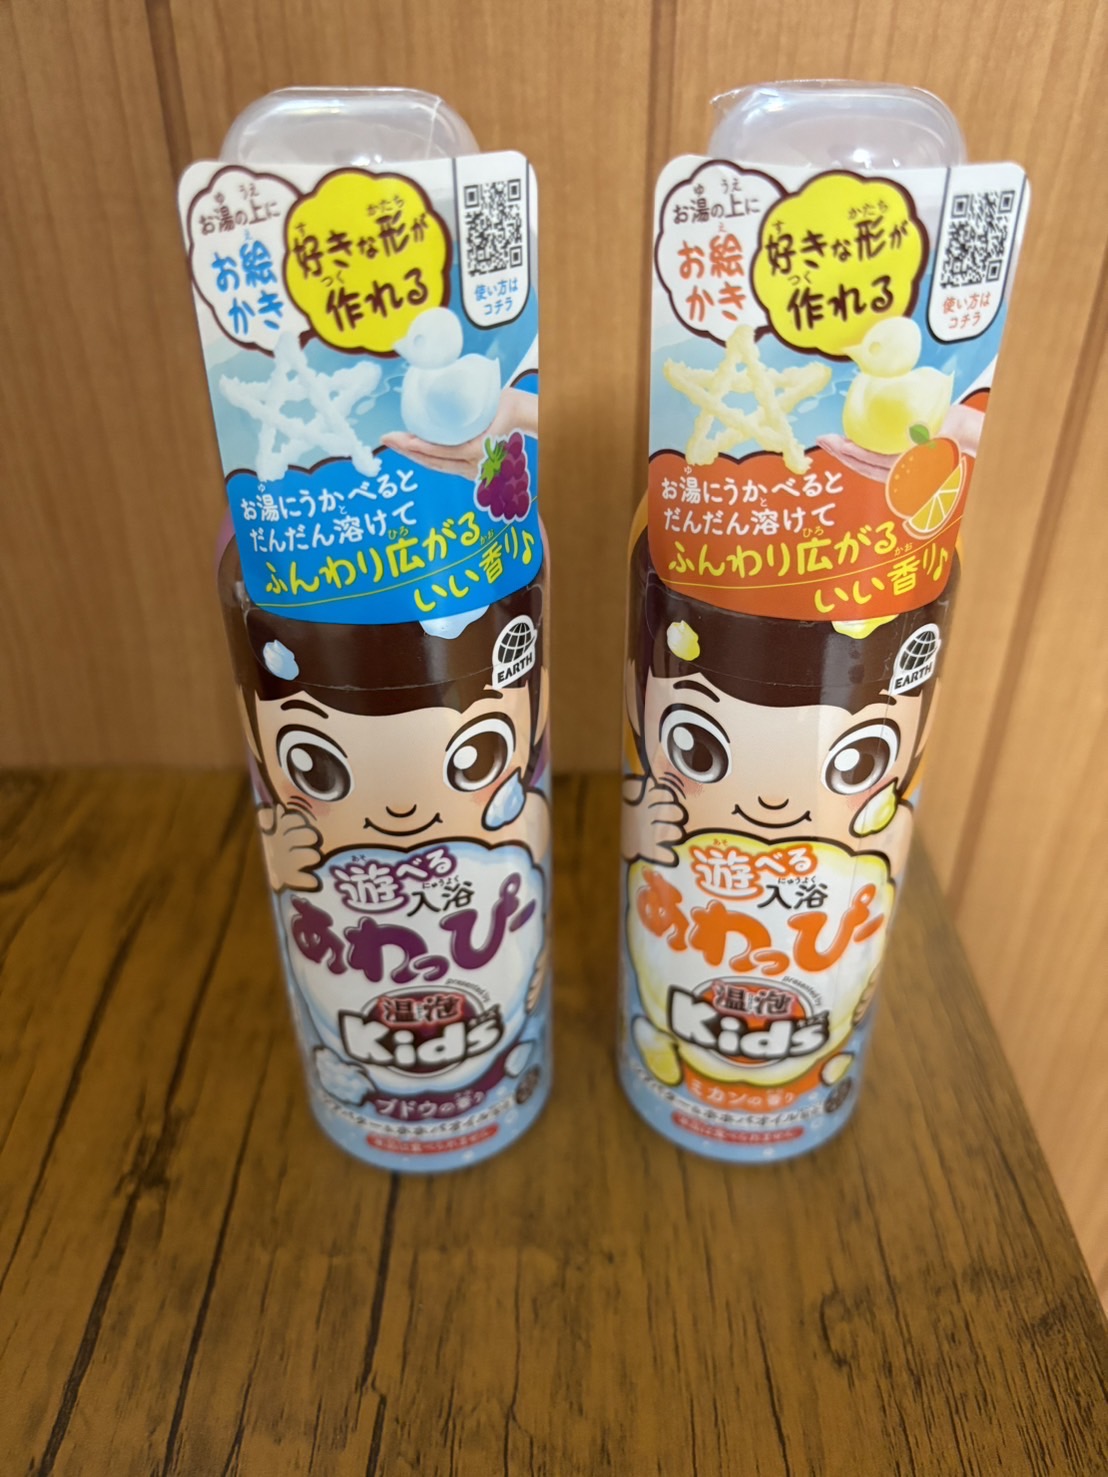 お湯の上に
お絵
かき
好きな形が
作れる
使い方は
コチラ
お湯にうかべると
だんだん溶けて
ふんわり広がる
いい香り♪
EARTH
遊べる
入浴
あわっぴー
presented by
温泡
Kids
ブドウの香り
お湯の上に
お絵
かき
好きな形が
作れる
使い方は
コチラ
お湯にうかべると
だんだん溶けて
ふんわり広がる
いい香り♪
EARTH
遊べる
入浴
あわっぴー
presented by
温泡
Kids
ミカンの香り